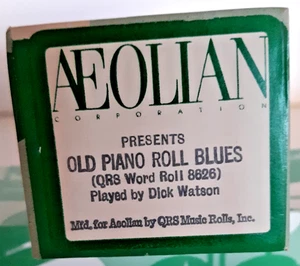 AEOLIAN
CORPORATION
PRESENTS
OLD PIANO ROLL BLUES
(QRS Word Roll 8626)
Played by Dick Watson
Mfd. for Aeolian by QRS Music Rolls, Inc.